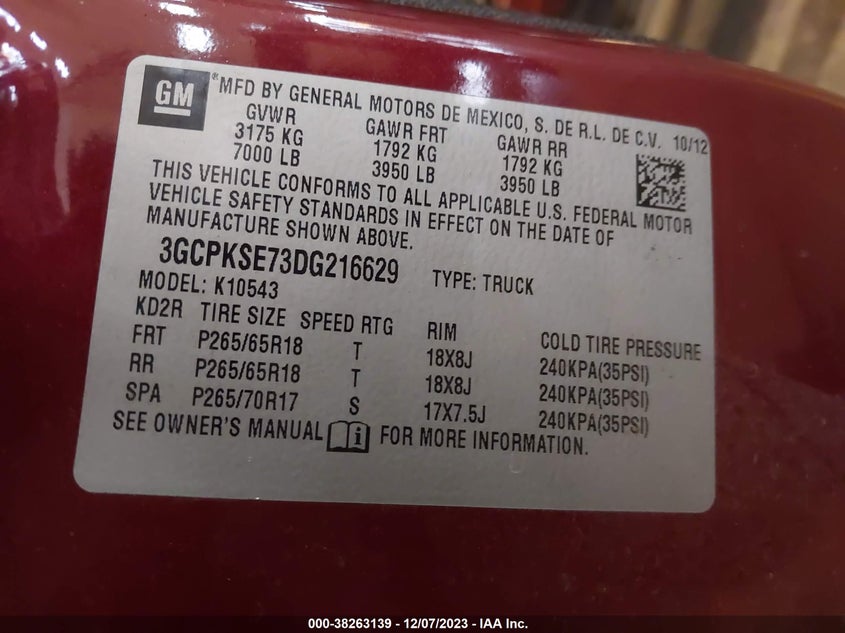 GM
®MFD BY GENERAL MOTORS DE MEXICO, S. DE R.L. DE C.V. 10/12
GVWR GAWR FRT GAWR RR
3175 KG 1792 KG 1792 KG
7000 LB 3950 LB 3950 LB
THIS VEHICLE CONFORMS TO ALL APPLICABLE U.S. FEDERAL MOTOR
VEHICLE SAFETY STANDARDS IN EFFECT ON THE DATE OF
MANUFACTURE SHOWN ABOVE.
3GCPKSE73DG216629 TYPE: TRUCK
MODEL: K10543
KD2R TIRE SIZE SPEED RTG RIM COLD TIRE PRESSURE
FRT P265/65R18 T 18X8J 240KPA(35PSI)
RR P265/65R18 T 18X8J 240KPA(35PSI)
SPA P265/70R17 S 17X7.5J 240KPA(35PSI)
SEE OWNER'S MANUAL i FOR MORE INFORMATION.
000-38263139 - 12/07/2023 - IAA Inc.